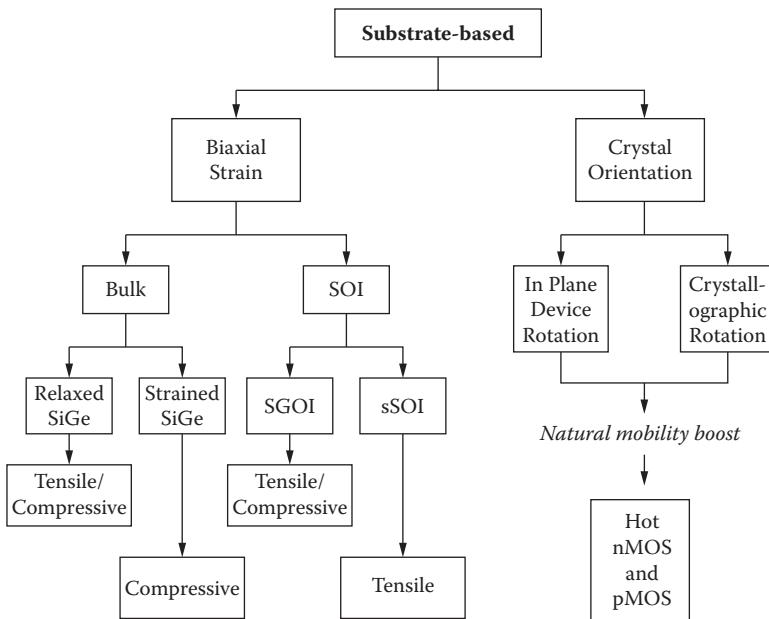 Substrate-based
Biaxial
Strain
Crystal
Orientation
Bulk
SOI
In Plane
Device
Rotation
Crystall-
ographic
Rotation
Relaxed
SiGe
Strained
SiGe
SGOI
sSOI
Natural mobility boost
Tensile/
Compressive
Tensile/
Compressive
Hot
nMOS
and
pMOS
Compressive
Tensile